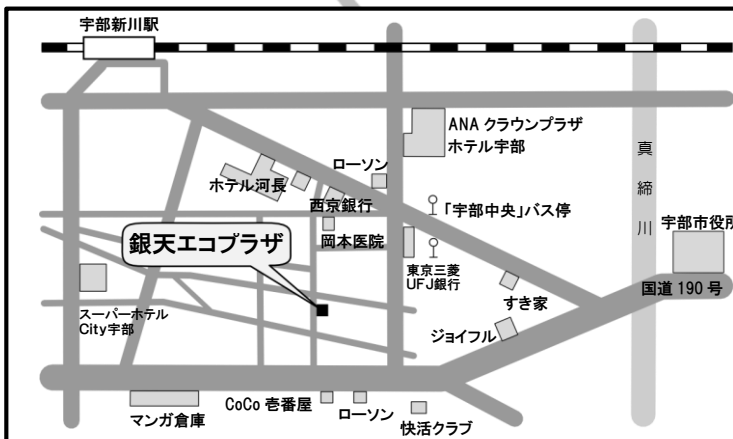 宇部新川駅
ANA クラウンプラザ
ホテル宇部
真締川
ローソン
ホテル河長
西京銀行
「宇部中央」バス停
宇部市役所
岡本医院
銀天エコプラザ
東京三菱
UFJ銀行
国道 190 号
すき家
スーパーホテル
City宇部
ジョイフル
CoCo 壱番屋
マンガ倉庫
ローソン
快活クラブ